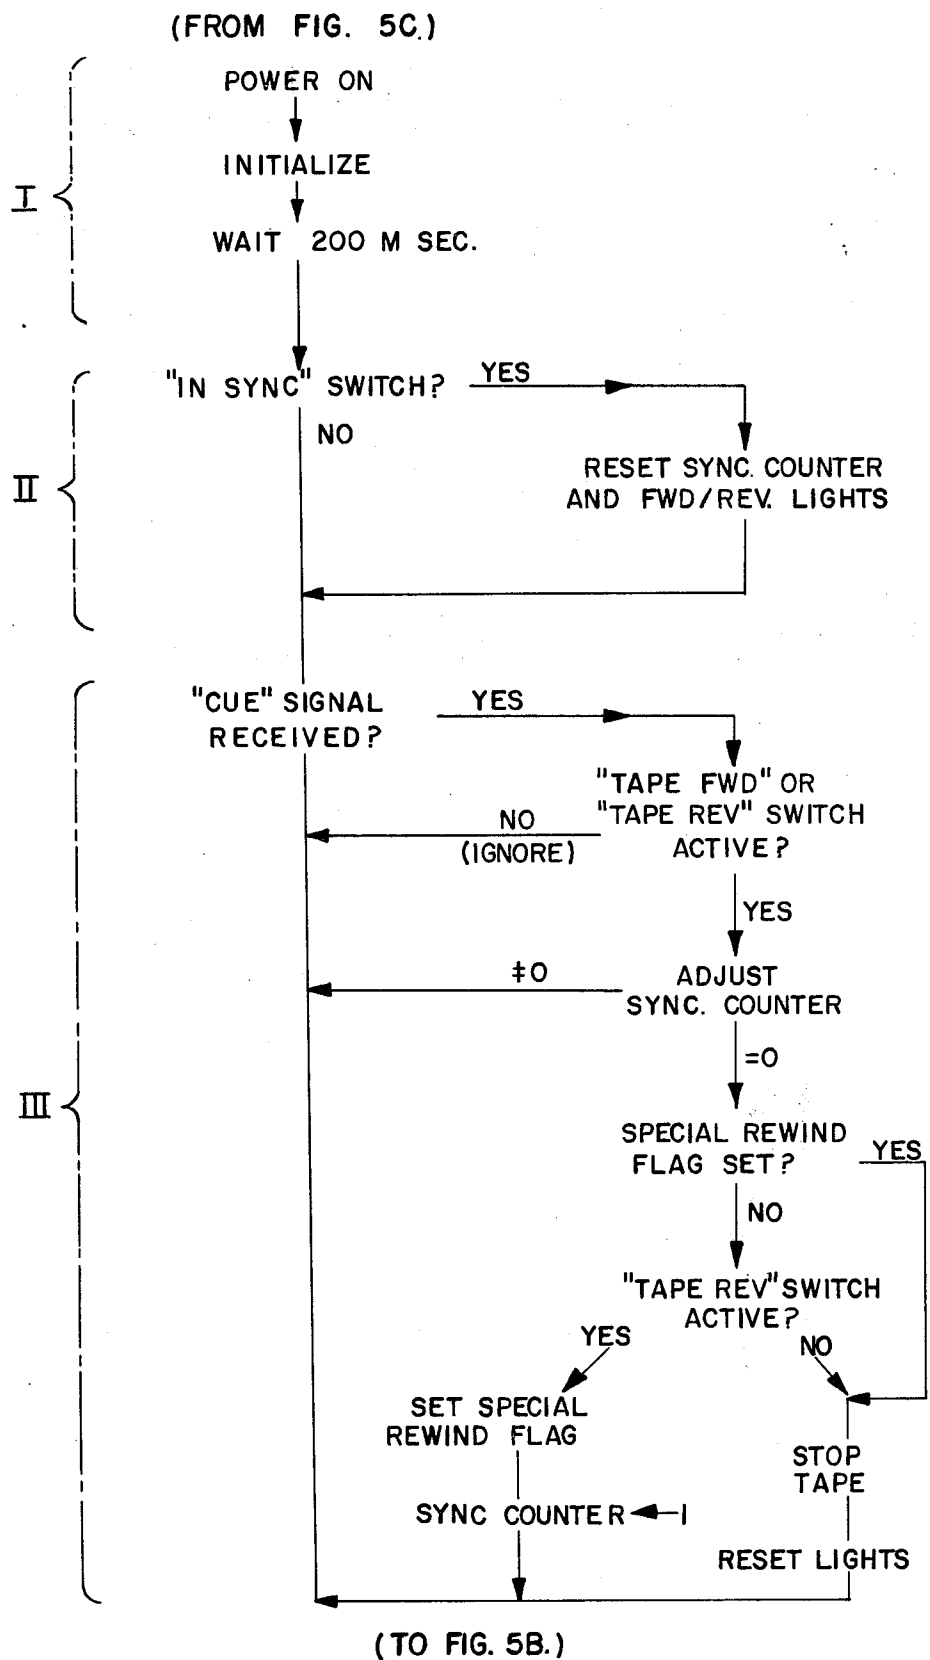 (FROM FIG. 5C.)
POWER ON
INITIALIZE
I
WAIT 200 M SEC.
"IN SYNC" SWITCH?
YES
NO
RESET SYNC. COUNTER
AND FWD/REV. LIGHTS
II
"CUE" SIGNAL
RECEIVED?
YES
"TAPE FWD" OR
"TAPE REV" SWITCH
ACTIVE?
NO
(IGNORE)
YES
ADJUST
SYNC. COUNTER
‡0
=0
III
SPECIAL REWIND
FLAG SET?
YES
NO
"TAPE REV" SWITCH
ACTIVE?
YES
NO
SET SPECIAL
REWIND FLAG
STOP
TAPE
SYNC COUNTER ← 1
RESET LIGHTS
(TO FIG. 5B.)